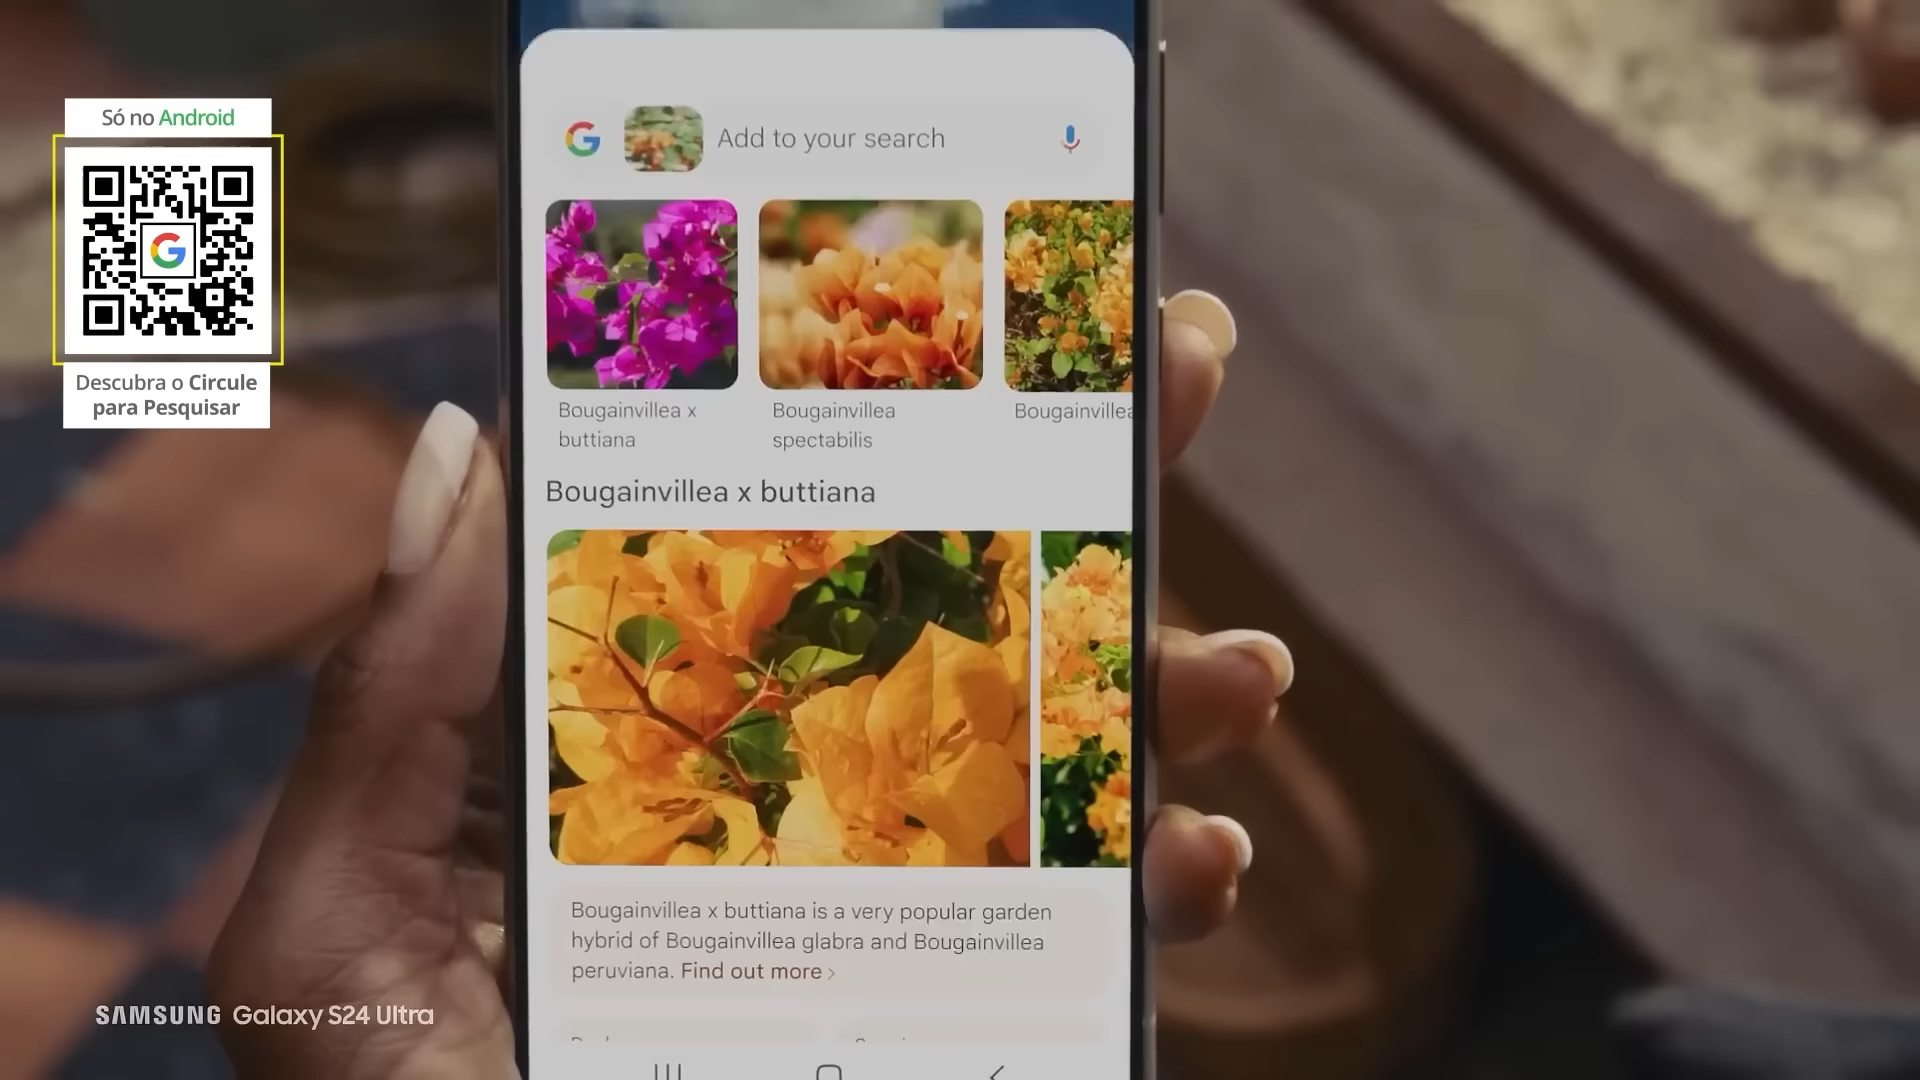 Só no Android
Descubra o Circule
para Pesquisar
Add to your search
Bougainvillea x
buttiana
Bougainvillea
spectabilis
Bougainvillea
Bougainvillea x buttiana
Bougainvillea x buttiana is a very popular garden
hybrid of Bougainvillea glabra and Bougainvillea
peruviana. Find out more >
SAMSUNG Galaxy S24 Ultra